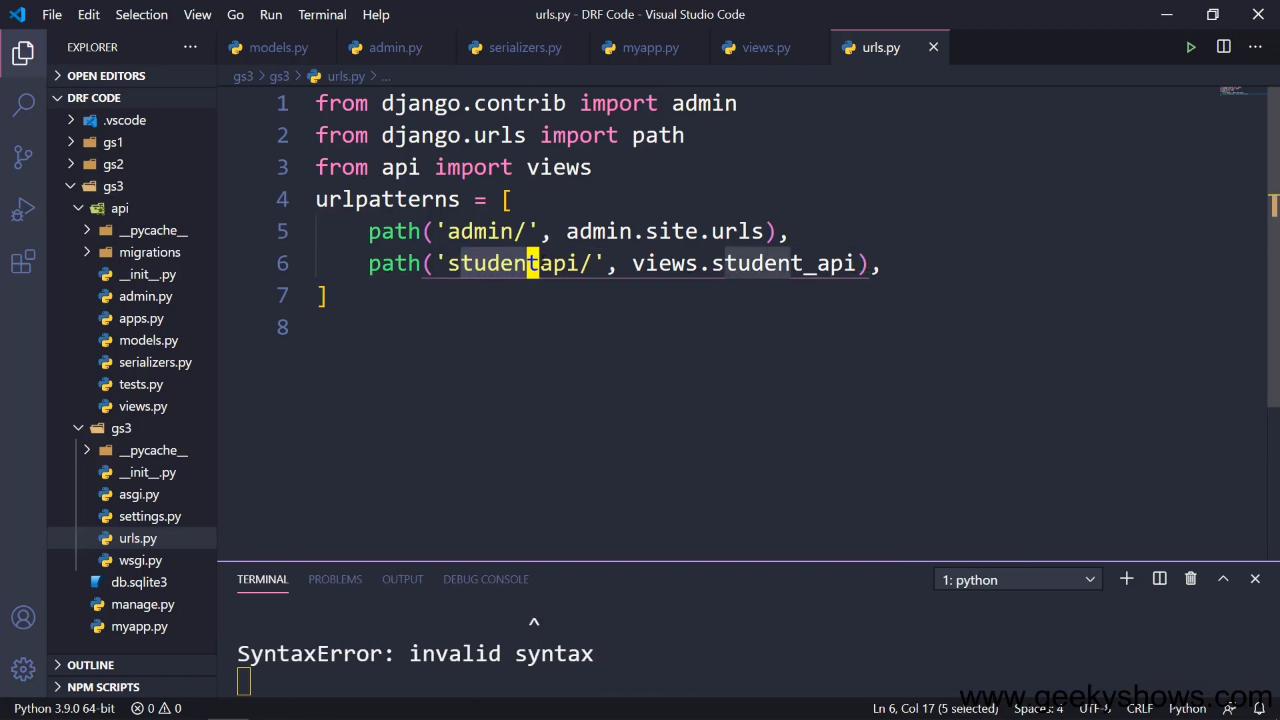 File Edit Selection View Go Run Terminal Help urls.py - DRF Code - Visual Studio Code
EXPLORER models.py admin.py serializers.py myapp.py views.py urls.py
OPEN EDITORS gs3 > gs3 > urls.py > ...
DRF CODE
.vscode
gs1
gs2
gs3
api
__pycache__
migrations
__init__.py
admin.py
apps.py
models.py
serializers.py
tests.py
views.py
gs3
__pycache__
__init__.py
asgi.py
settings.py
urls.py
wsgi.py
db.sqlite3
manage.py
myapp.py
OUTLINE
NPM SCRIPTS
1 from django.contrib import admin
2 from django.urls import path
3 from api import views
4 urlpatterns = [
5 path('admin/', admin.site.urls),
6 path('studentapi/', views.student_api),
7 ]
8
TERMINAL PROBLEMS OUTPUT DEBUG CONSOLE 1: python
^
SyntaxError: invalid syntax
www.geekyshows.com
Python 3.9.0 64-bit 0 0 Ln 6, Col 17 (5 selected) Spaces: 4 UTF-8 CRLF Python